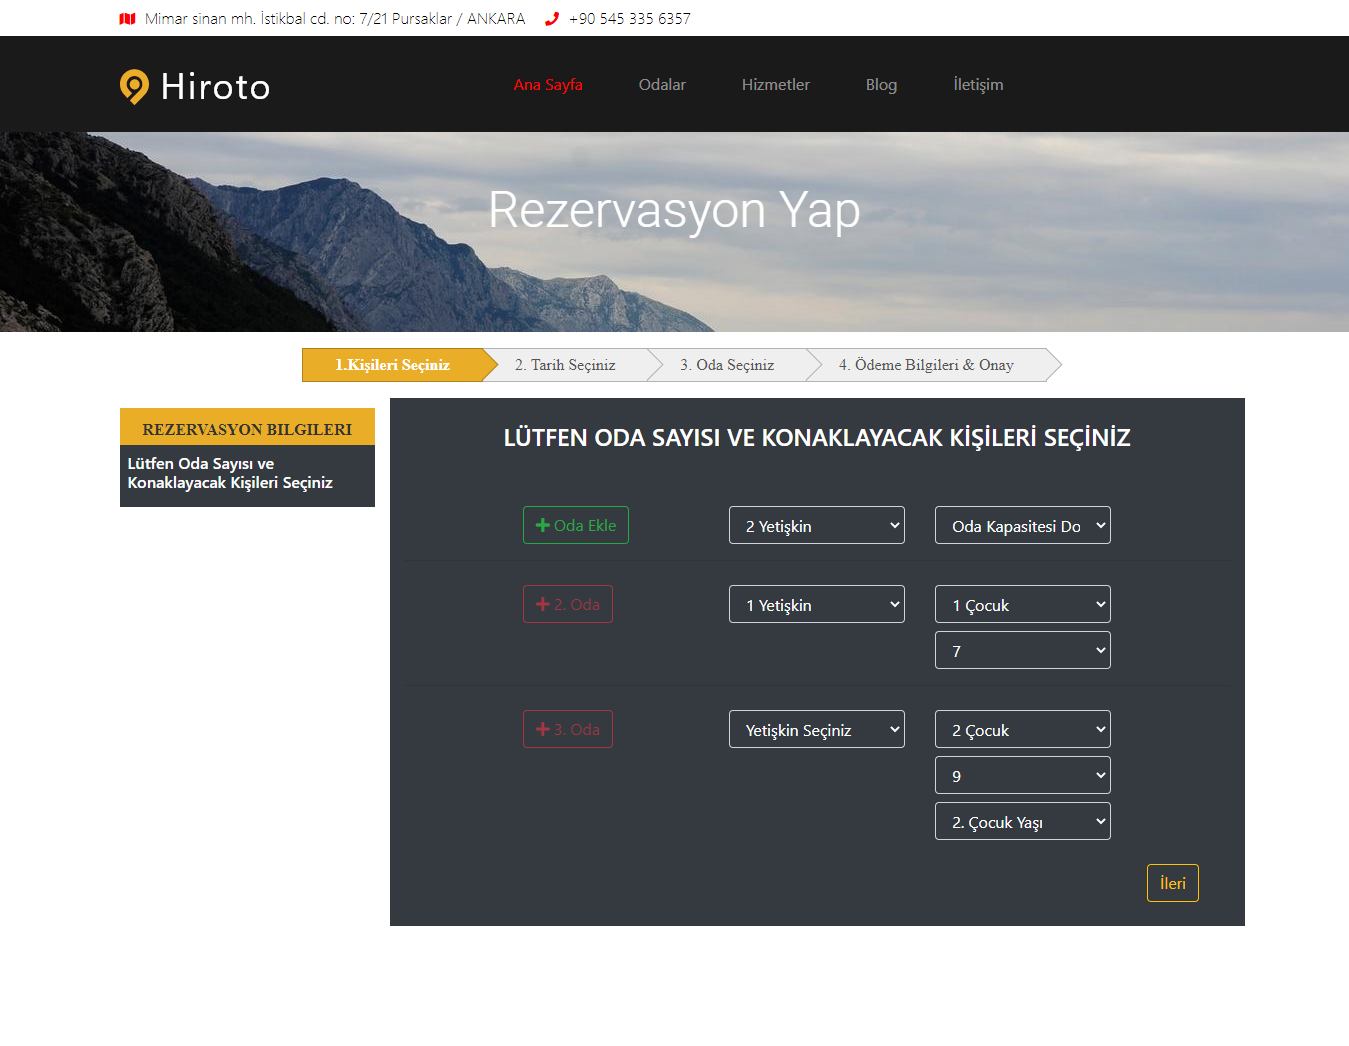 Mimar sinan mh. İstikbal cd. no: 7/21 Pursaklar / ANKARA +90 545 335 6357
Hiroto
Ana Sayfa Odalar Hizmetler Blog İletişim
Rezervasyon Yap
1.Kişileri Seçiniz 2. Tarih Seçiniz 3. Oda Seçiniz 4. Ödeme Bilgileri & Onay
REZERVASYON BILGILERI
Lütfen Oda Sayısı ve
Konaklayacak Kişileri Seçiniz
LÜTFEN ODA SAYISI VE KONAKLAYACAK KİŞİLERİ SEÇİNİZ
Oda Ekle 2 Yetişkin Oda Kapasitesi Do
2. Oda 1 Yetişkin 1 Çocuk
7
3. Oda Yetişkin Seçiniz 2 Çocuk
9
2. Çocuk Yaşı
İleri